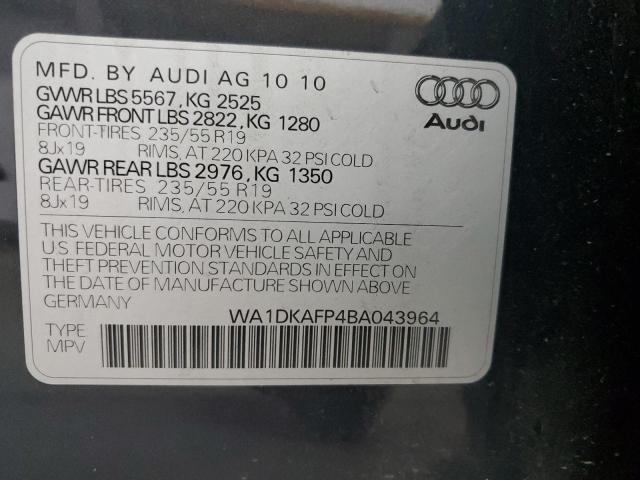 MFD. BY AUDI AG 10 10
GVWR LBS 5567, KG 2525
GAWR FRONT LBS 2822, KG 1280
FRONT-TIRES 235/55 R19
8Jx19 RIMS, AT 220 KPA 32 PSI COLD
GAWR REAR LBS 2976, KG 1350
REAR-TIRES 235/55 R19
8Jx19 RIMS, AT 220 KPA 32 PSI COLD
Audi
THIS VEHICLE CONFORMS TO ALL APPLICABLE
U.S. FEDERAL MOTOR VEHICLE SAFETY AND
THEFT PREVENTION STANDARDS IN EFFECT ON
THE DATE OF MANUFACTURE SHOWN ABOVE.
GERMANY
WA1DKAFP4BA043964
TYPE
MPV